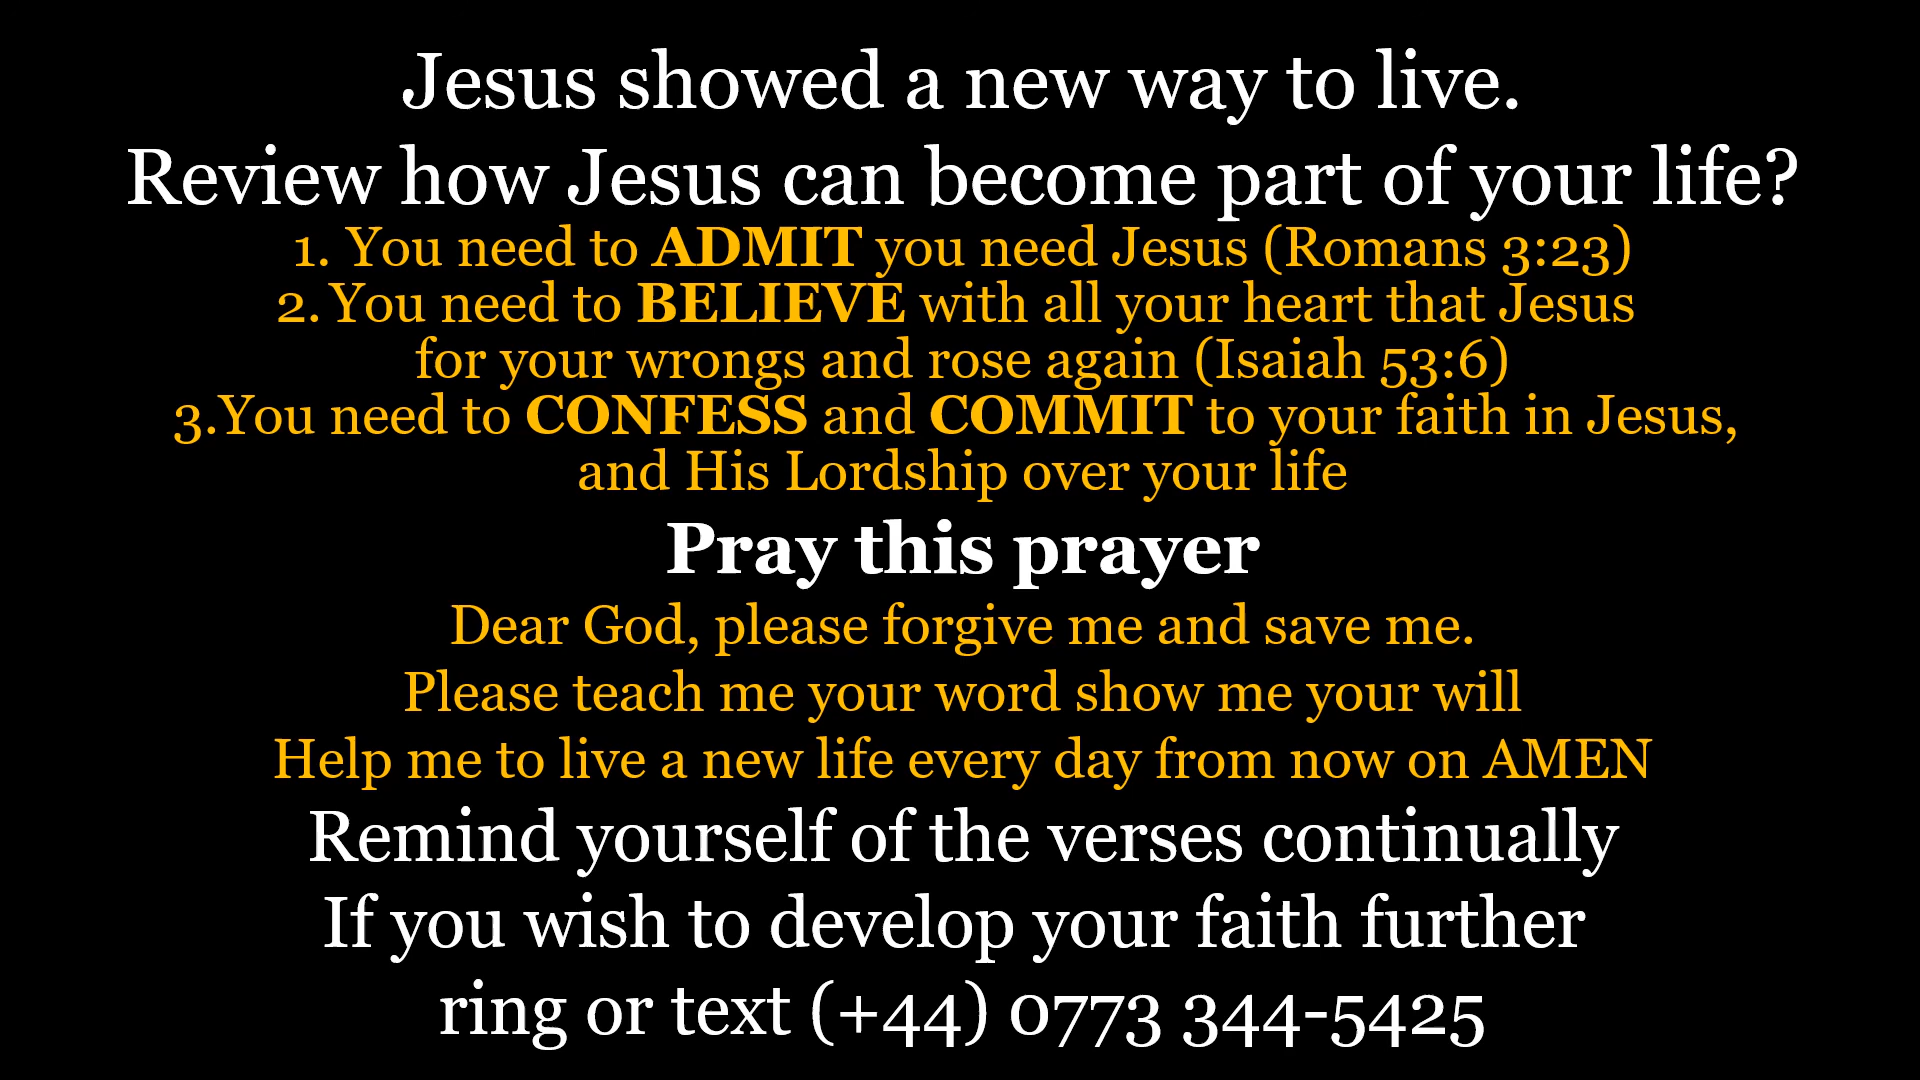 Jesus showed a new way to live.
Review how Jesus can become part of your life?
1. You need to ADMIT you need Jesus (Romans 3:23)
2. You need to BELIEVE with all your heart that Jesus
for your wrongs and rose again (Isaiah 53:6)
3.You need to CONFESS and COMMIT to your faith in Jesus,
and His Lordship over your life
Pray this prayer
Dear God, please forgive me and save me.
Please teach me your word show me your will
Help me to live a new life every day from now on AMEN
Remind yourself of the verses continually
If you wish to develop your faith further
ring or text (+44) 0773 344-5425